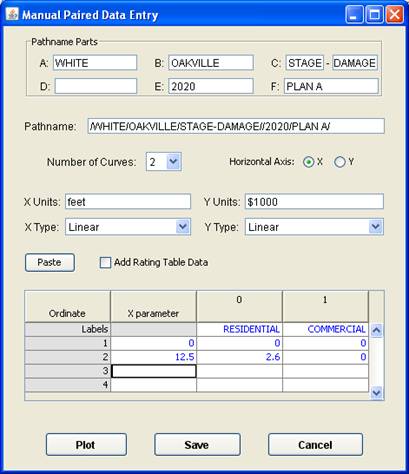 Manual Paired Data Entry
Pathname Parts
A: WHITE B: OAKVILLE C: STAGE - DAMAGE
D: E: 2020 F: PLAN A
Pathname: /WHITE/OAKVILLE/STAGE-DAMAGE//2020/PLAN A/
Number of Curves: 2 Horizontal Axis: X Y
X Units: feet Y Units: $1000
X Type: Linear Y Type: Linear
Paste Add Rating Table Data
Ordinate X parameter 0 1
Labels RESIDENTIAL COMMERCIAL
1 0 0 0
2 12.5 2.6 0
3
4
Plot Save Cancel